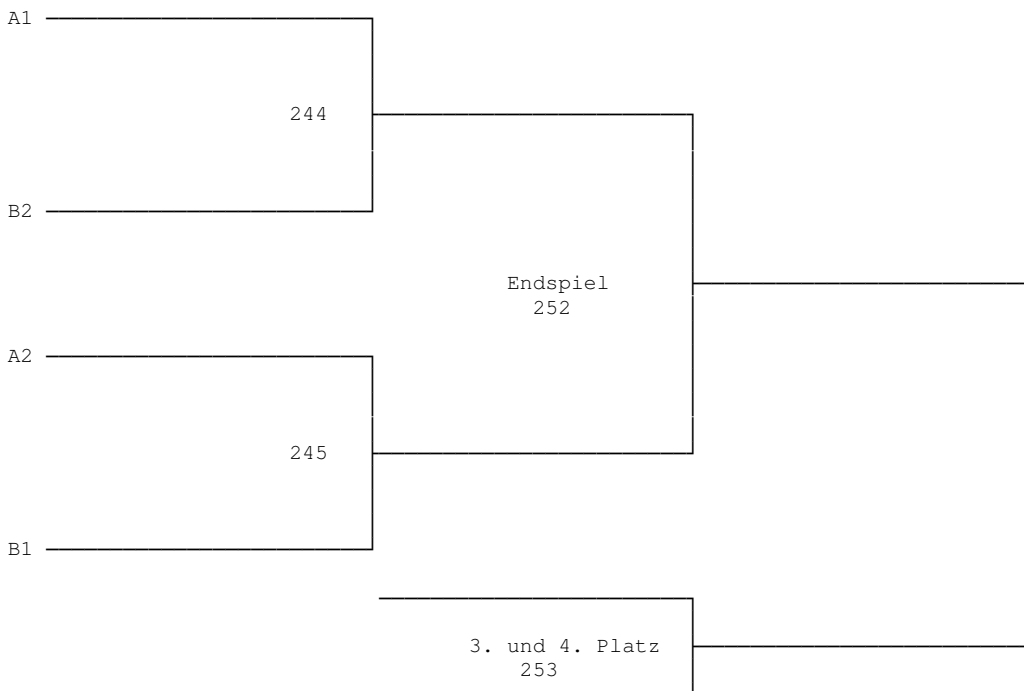 A1
244
B2
Endspiel
252
A2
245
B1
3. und 4. Platz
253